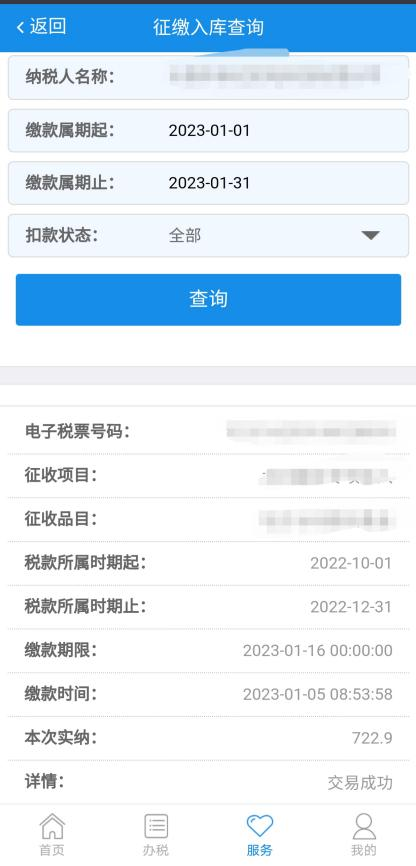 返回 征缴入库查询
纳税人名称：
缴款属期起： 2023-01-01
缴款属期止： 2023-01-31
扣款状态： 全部
查询
电子税票号码：
征收项目：
征收品目：
税款所属时期起： 2022-10-01
税款所属时期止： 2022-12-31
缴款期限： 2023-01-16 00:00:00
缴款时间： 2023-01-05 08:53:58
本次实纳： 722.9
详情： 交易成功
首页 办税 服务 我的